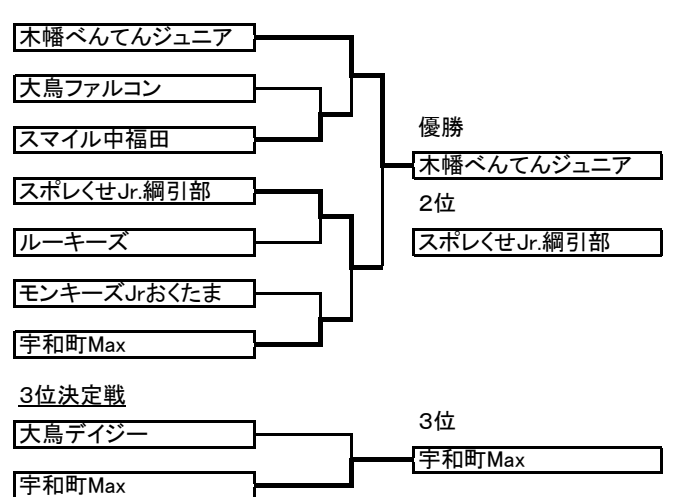 木幡べんてんジュニア
大鳥ファルコン
スマイル中福田
スポレくせJr.綱引部
ルーキーズ
モンキーズJrおくたま
宇和町Max
優勝
木幡べんてんジュニア
２位
スポレくせJr.綱引部
３位決定戦
大鳥デイジー
宇和町Max
３位
宇和町Max